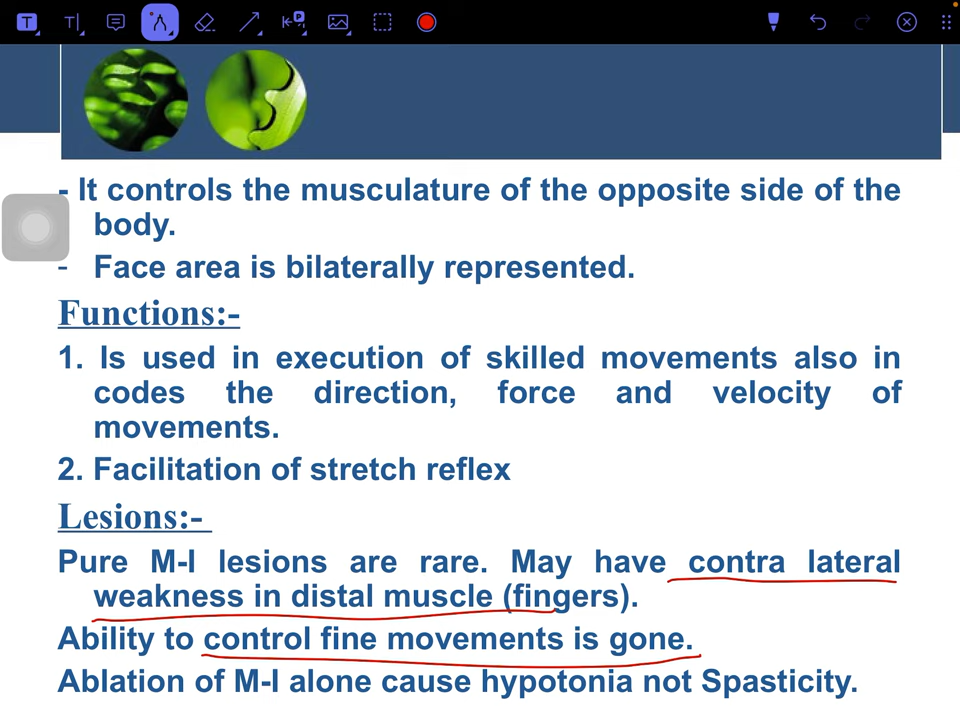 - It controls the musculature of the opposite side of the
body.
- Face area is bilaterally represented.
Functions:-
1. Is used in execution of skilled movements also in
codes the direction, force and velocity of
movements.
2. Facilitation of stretch reflex
Lesions:-
Pure M-I lesions are rare. May have contra lateral
weakness in distal muscle (fingers).
Ability to control fine movements is gone.
Ablation of M-I alone cause hypotonia not Spasticity.